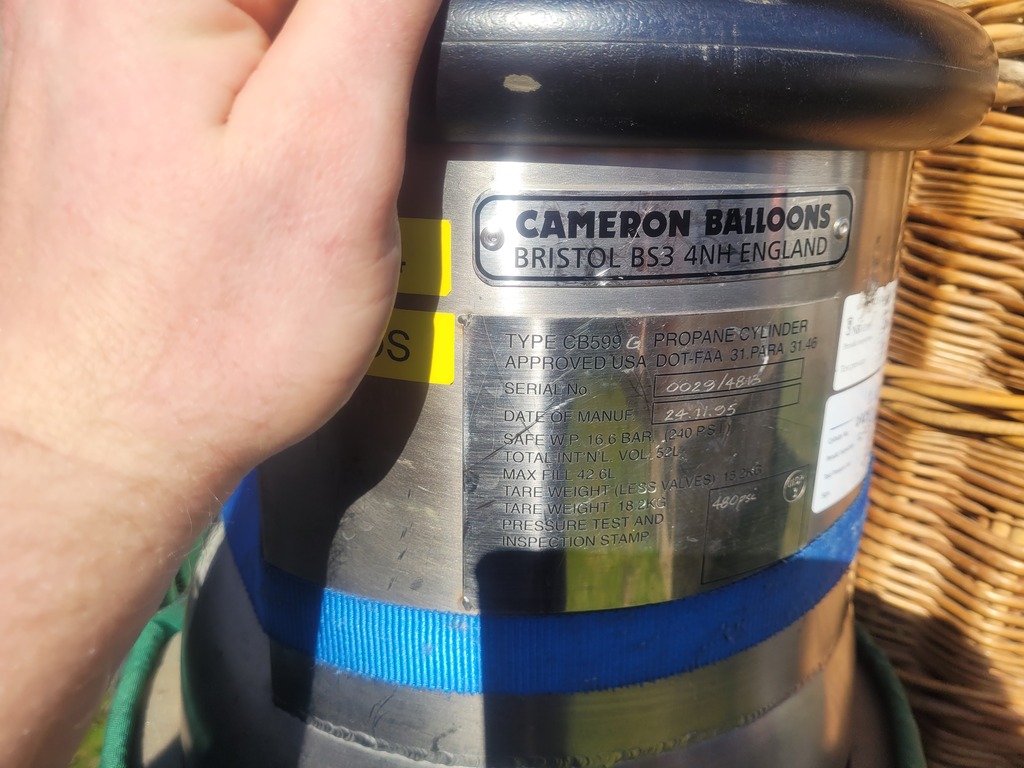 CAMERON BALLOONS
BRISTOL BS3 4NH ENGLAND
OS
TYPE CB599 G PROPANE CYLINDER
APPROVED USA DOT-FAA 31.PARA 31.46
SERIAL No. 0029/4813
DATE OF MANUF 24.11.95
SAFE W.P. 16.6 BAR (240 P.S.I.)
TOTAL INT'N'L. VOL. 52L.
MAX FILL 42.6L
TARE WEIGHT (LESS VALVES) 15.2KG
TARE WEIGHT 18.2KG
PRESSURE TEST AND
INSPECTION STAMP
480psi